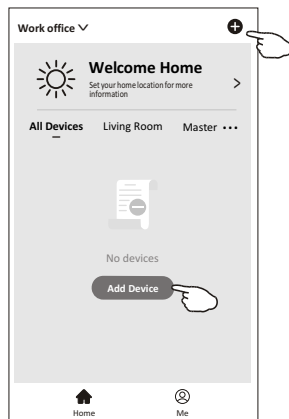 Work office
Welcome Home
Set your home location for more
information
All Devices Living Room Master
No devices
Add Device
Home Me